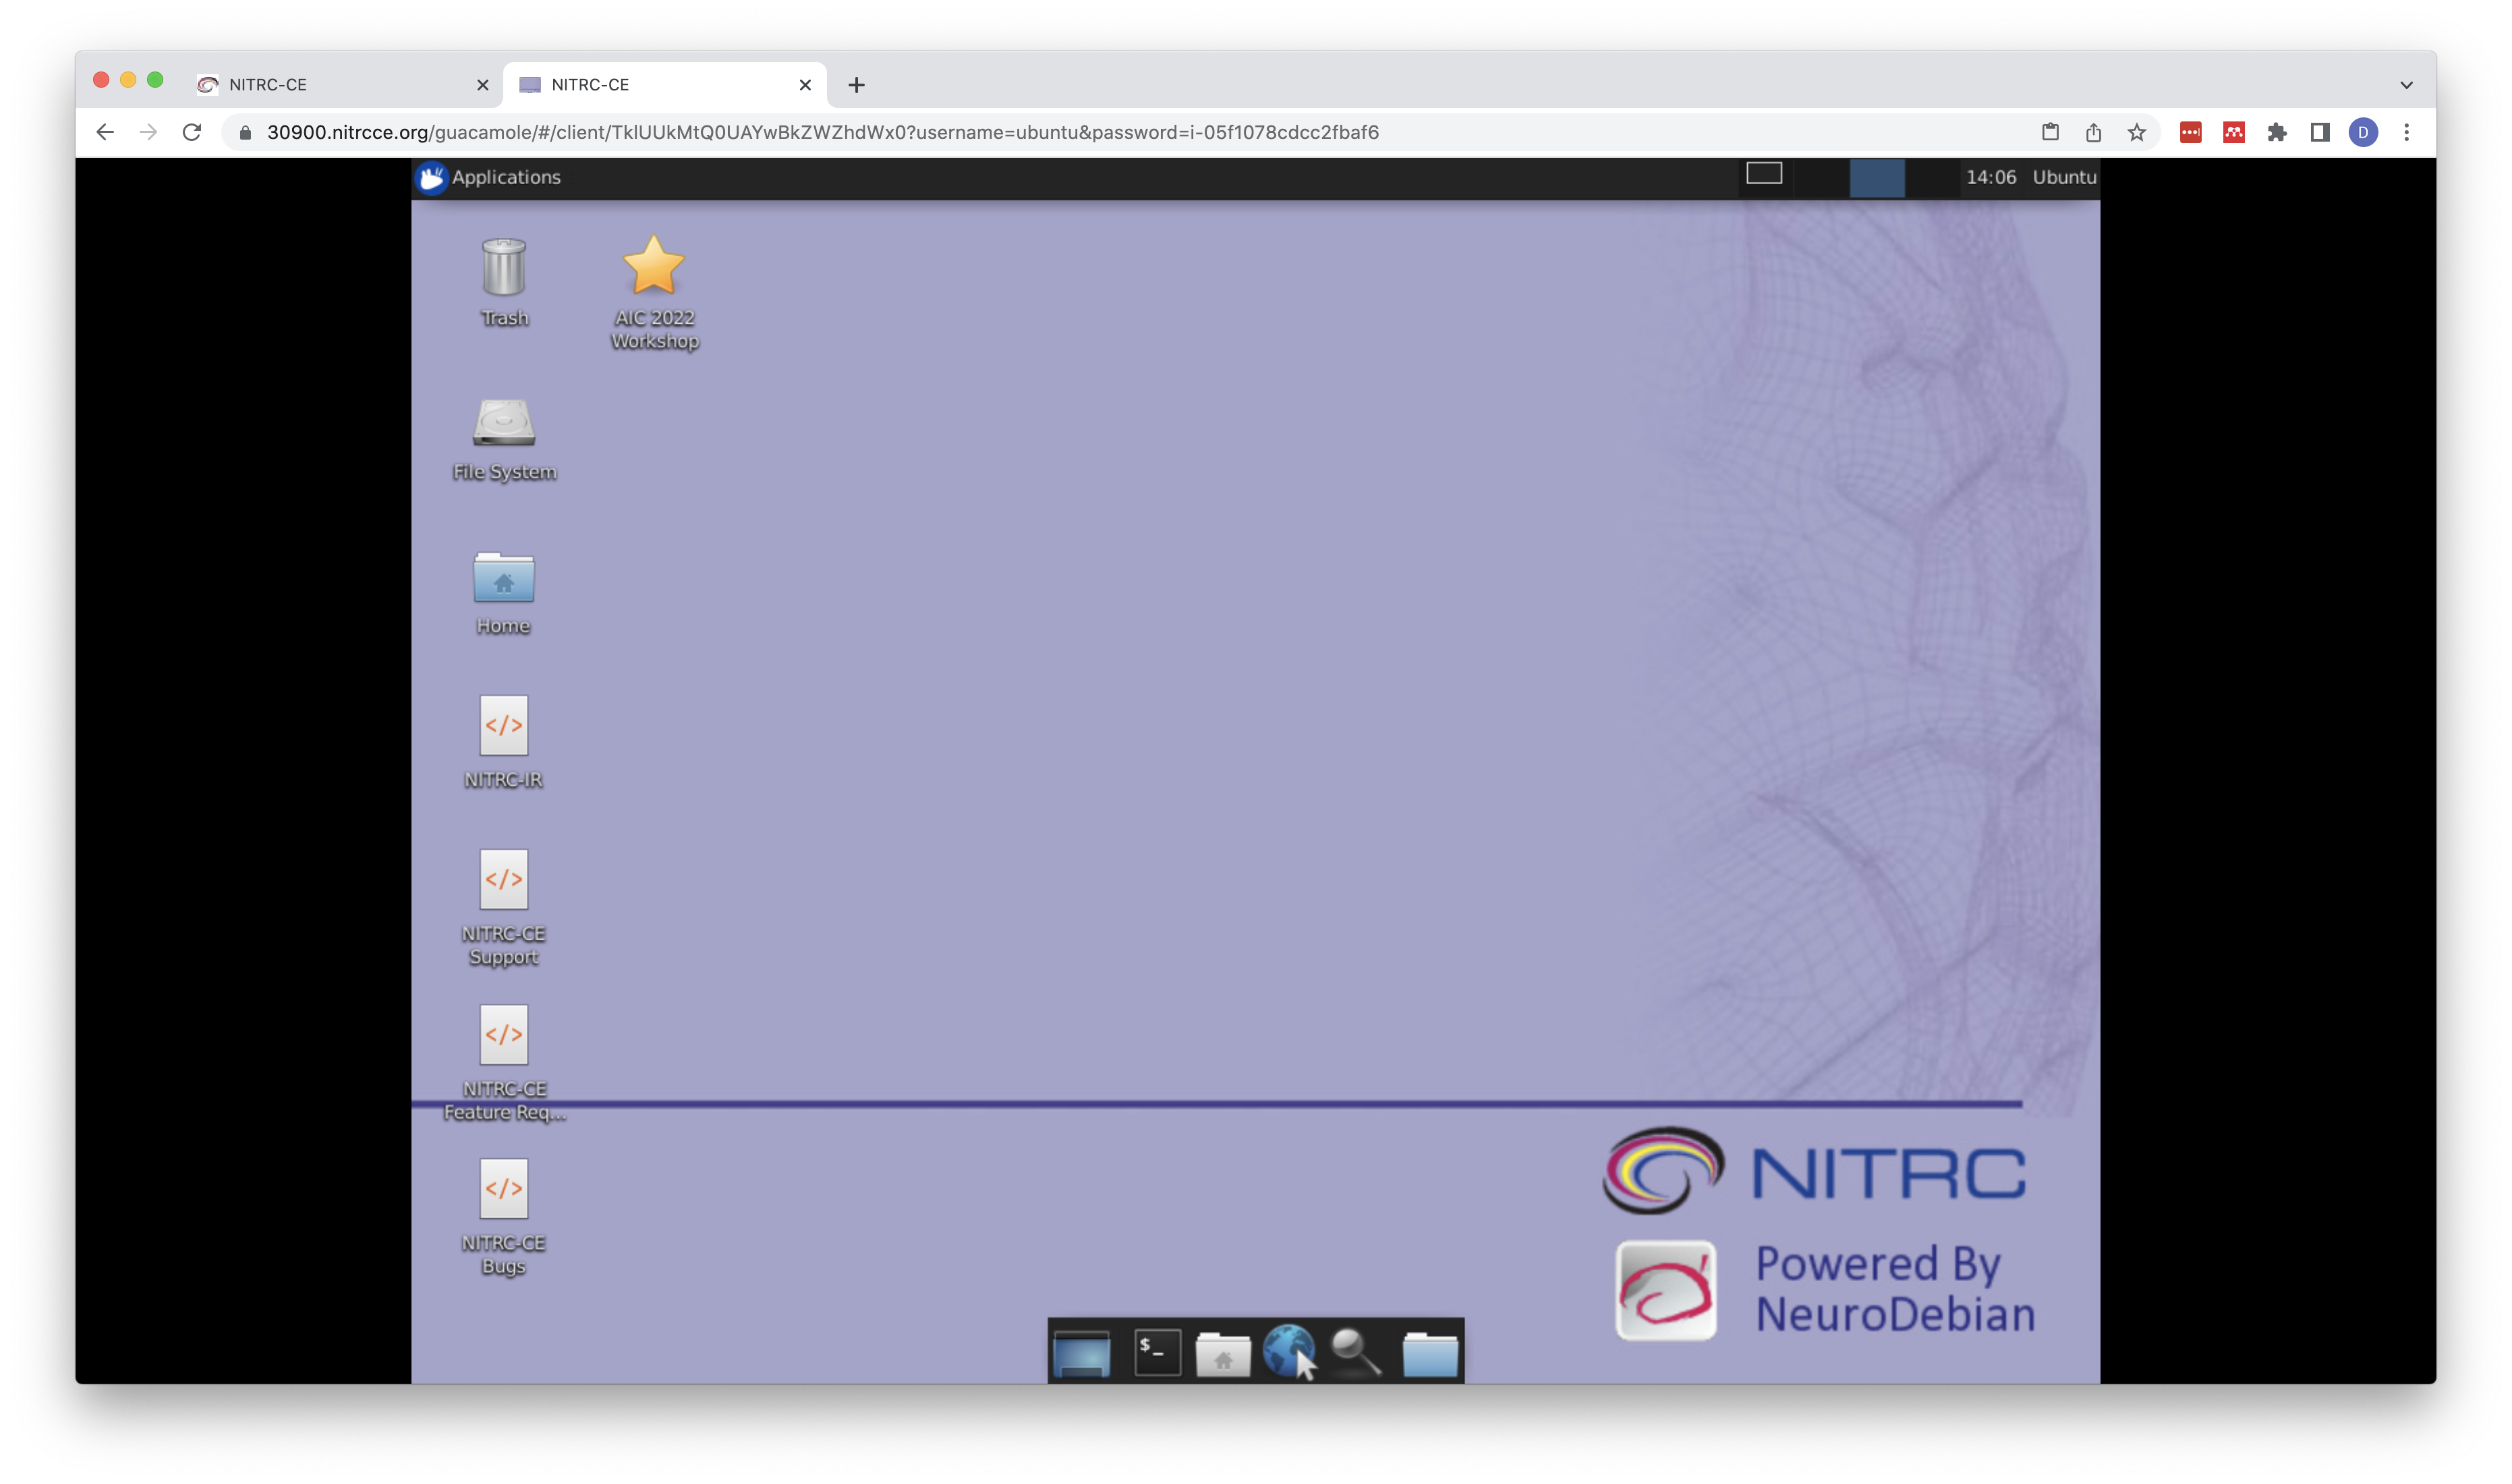 NITRC-CE
NITRC-CE
30900.nitrcce.org/guacamole/#/client/TklUUkMtQ0UAYwBkZWZhdWx0?username=ubuntu&password=i-05f1078cdcc2fbaf6
D
Applications
14:06 Ubuntu
Trash
AIC 2022
Workshop
File System
Home
</>
NITRC-IR
</>
NITRC-CE
Support
</>
NITRC-CE
Feature Req...
</>
NITRC-CE
Bugs
NITRC
Powered By
NeuroDebian
$_